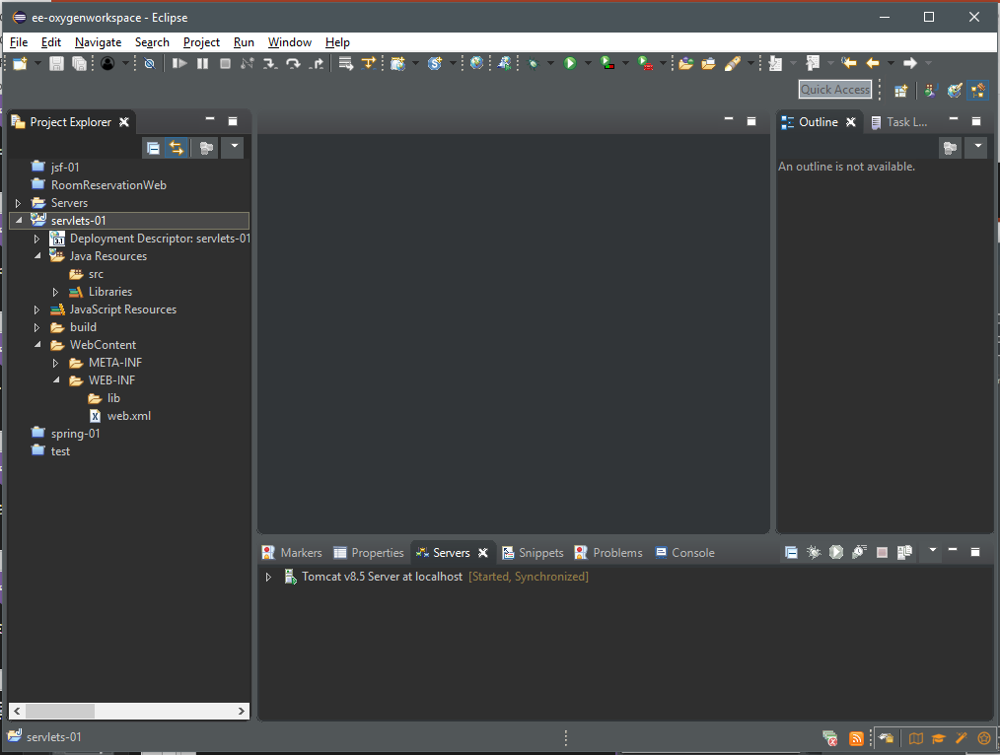 ee-oxygenworkspace - Eclipse
File Edit Navigate Search Project Run Window Help
Quick Access
Project Explorer
Outline Task L...
An outline is not available.
jsf-01
RoomReservationWeb
Servers
servlets-01
3.1
Deployment Descriptor: servlets-01
Java Resources
src
Libraries
JavaScript Resources
build
WebContent
META-INF
WEB-INF
lib
X web.xml
spring-01
test
Markers Properties Servers Snippets Problems Console
Tomcat v8.5 Server at localhost [Started, Synchronized]
servlets-01